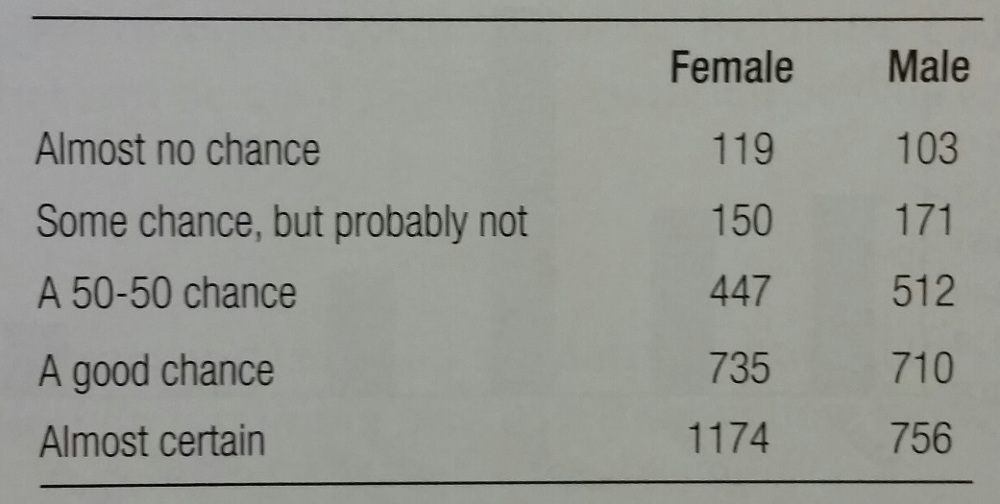 Female Male
Almost no chance 119 103
Some chance, but probably not 150 171
A 50-50 chance 447 512
A good chance 735 710
Almost certain 1174 756